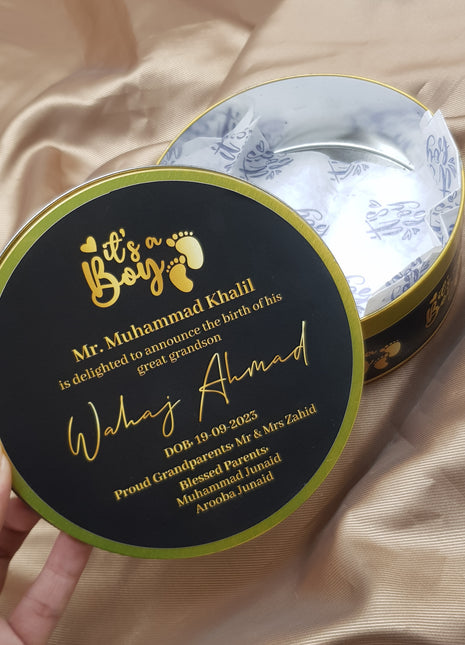 it's a
Boy
Mr. Muhammad Khalil
is delighted to announce the birth of his
great grandson
Wahaj Ahmad
DOB: 19-09-2023
Proud Grandparents: Mr & Mrs Zahid
Blessed Parents,
Muhammad Junaid
Arooba Junaid